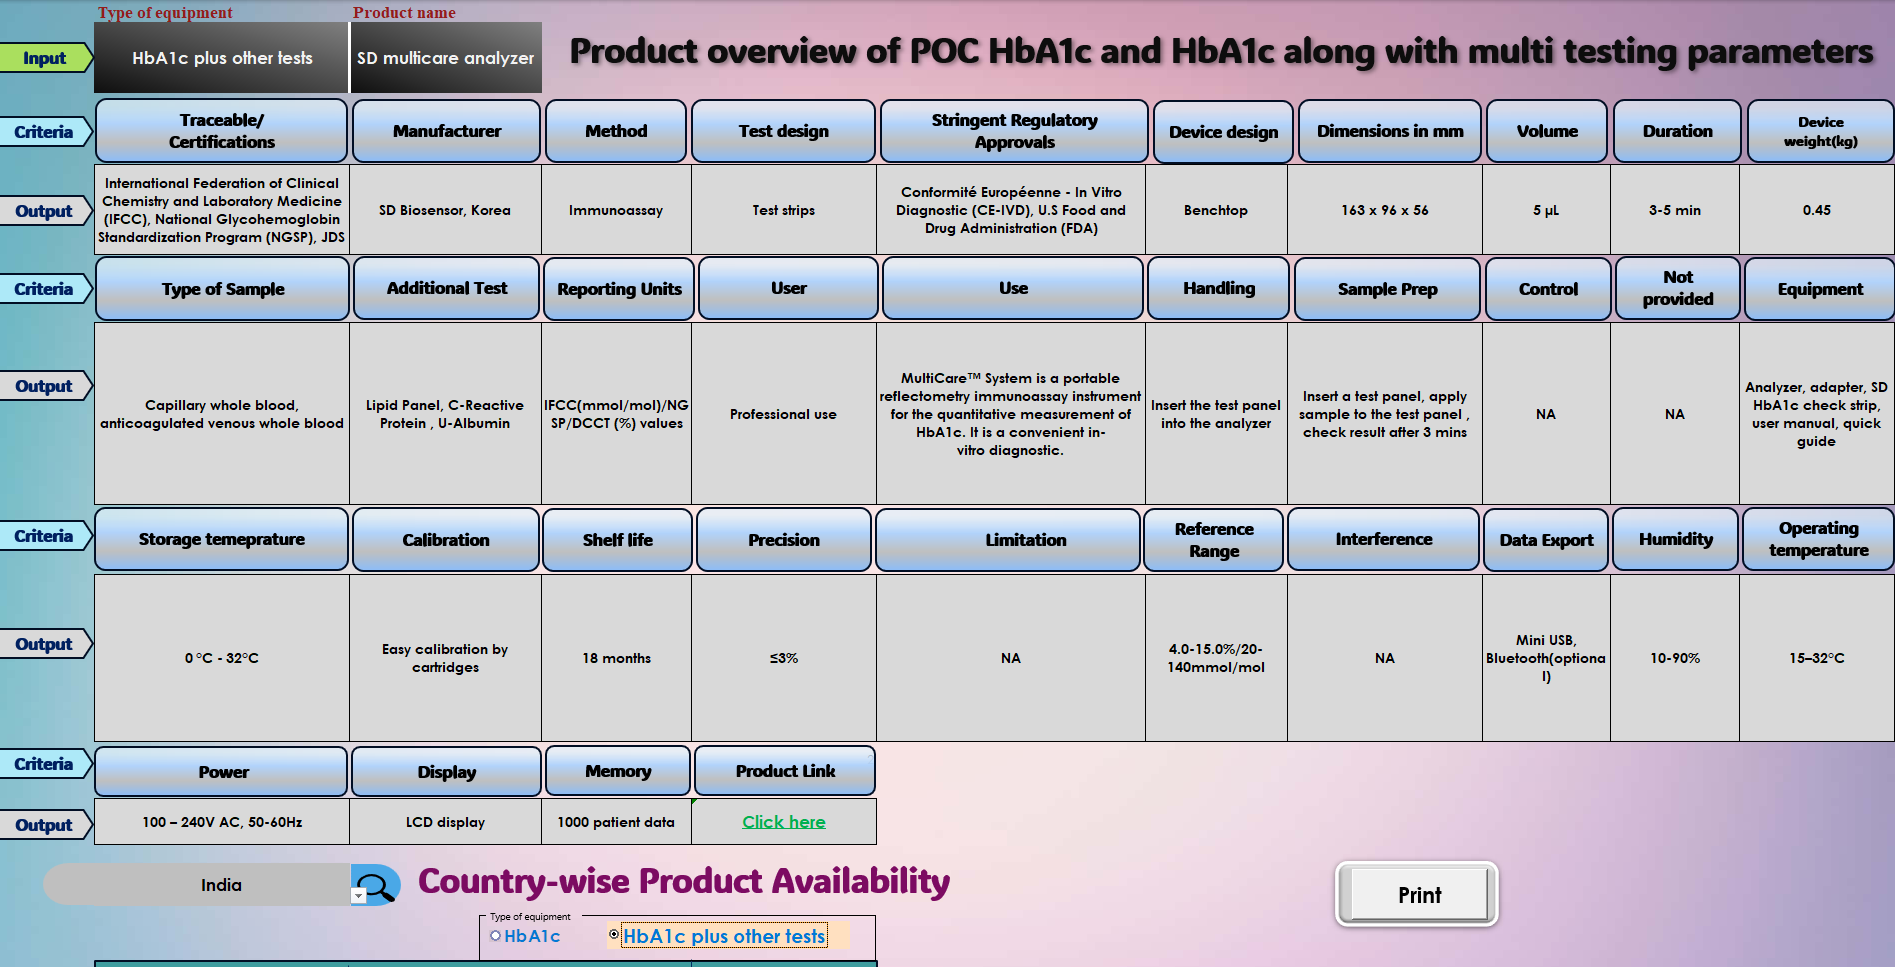 Type of equipment
Product name
Input
HbA1c plus other tests
SD multicare analyzer
Product overview of POC HbA1c and HbA1c along with multi testing parameters
Criteria
Traceable/
Certifications
Manufacturer
Method
Test design
Stringent Regulatory
Approvals
Device design
Dimensions in mm
Volume
Duration
Device
weight(kg)
Output
International Federation of Clinical
Chemistry and Laboratory Medicine
(IFCC), National Glycohemoglobin
Standardization Program (NGSP), JDS
SD Biosensor, Korea
Immunoassay
Test strips
Conformité Européenne - In Vitro
Diagnostic (CE-IVD), U.S Food and
Drug Administration (FDA)
Benchtop
163 x 96 x 56
5 µL
3-5 min
0.45
Criteria
Type of Sample
Additional Test
Reporting Units
User
Use
Handling
Sample Prep
Control
Not
provided
Equipment
Output
Capillary whole blood,
anticoagulated venous whole blood
Lipid Panel, C-Reactive
Protein , U-Albumin
IFCC(mmol/mol)/NG
SP/DCCT (%) values
Professional use
MultiCare™ System is a portable
reflectometry immunoassay instrument
for the quantitative measurement of
HbA1c. It is a convenient in-
vitro diagnostic.
Insert the test panel
into the analyzer
Insert a test panel, apply
sample to the test panel ,
check result after 3 mins
NA
NA
Analyzer, adapter, SD
HbA1c check strip,
user manual, quick
guide
Criteria
Storage temeprature
Calibration
Shelf life
Precision
Limitation
Reference
Range
Interference
Data Export
Humidity
Operating
temperature
Output
0 °C - 32°C
Easy calibration by
cartridges
18 months
≤3%
NA
4.0-15.0%/20-
140mmol/mol
NA
Mini USB,
Bluetooth(optiona
l)
10-90%
15–32°C
Criteria
Power
Display
Memory
Product Link
Output
100 – 240V AC, 50-60Hz
LCD display
1000 patient data
Click here
India
Country-wise Product Availability
Print
Type of equipment
HbA1c
HbA1c plus other tests